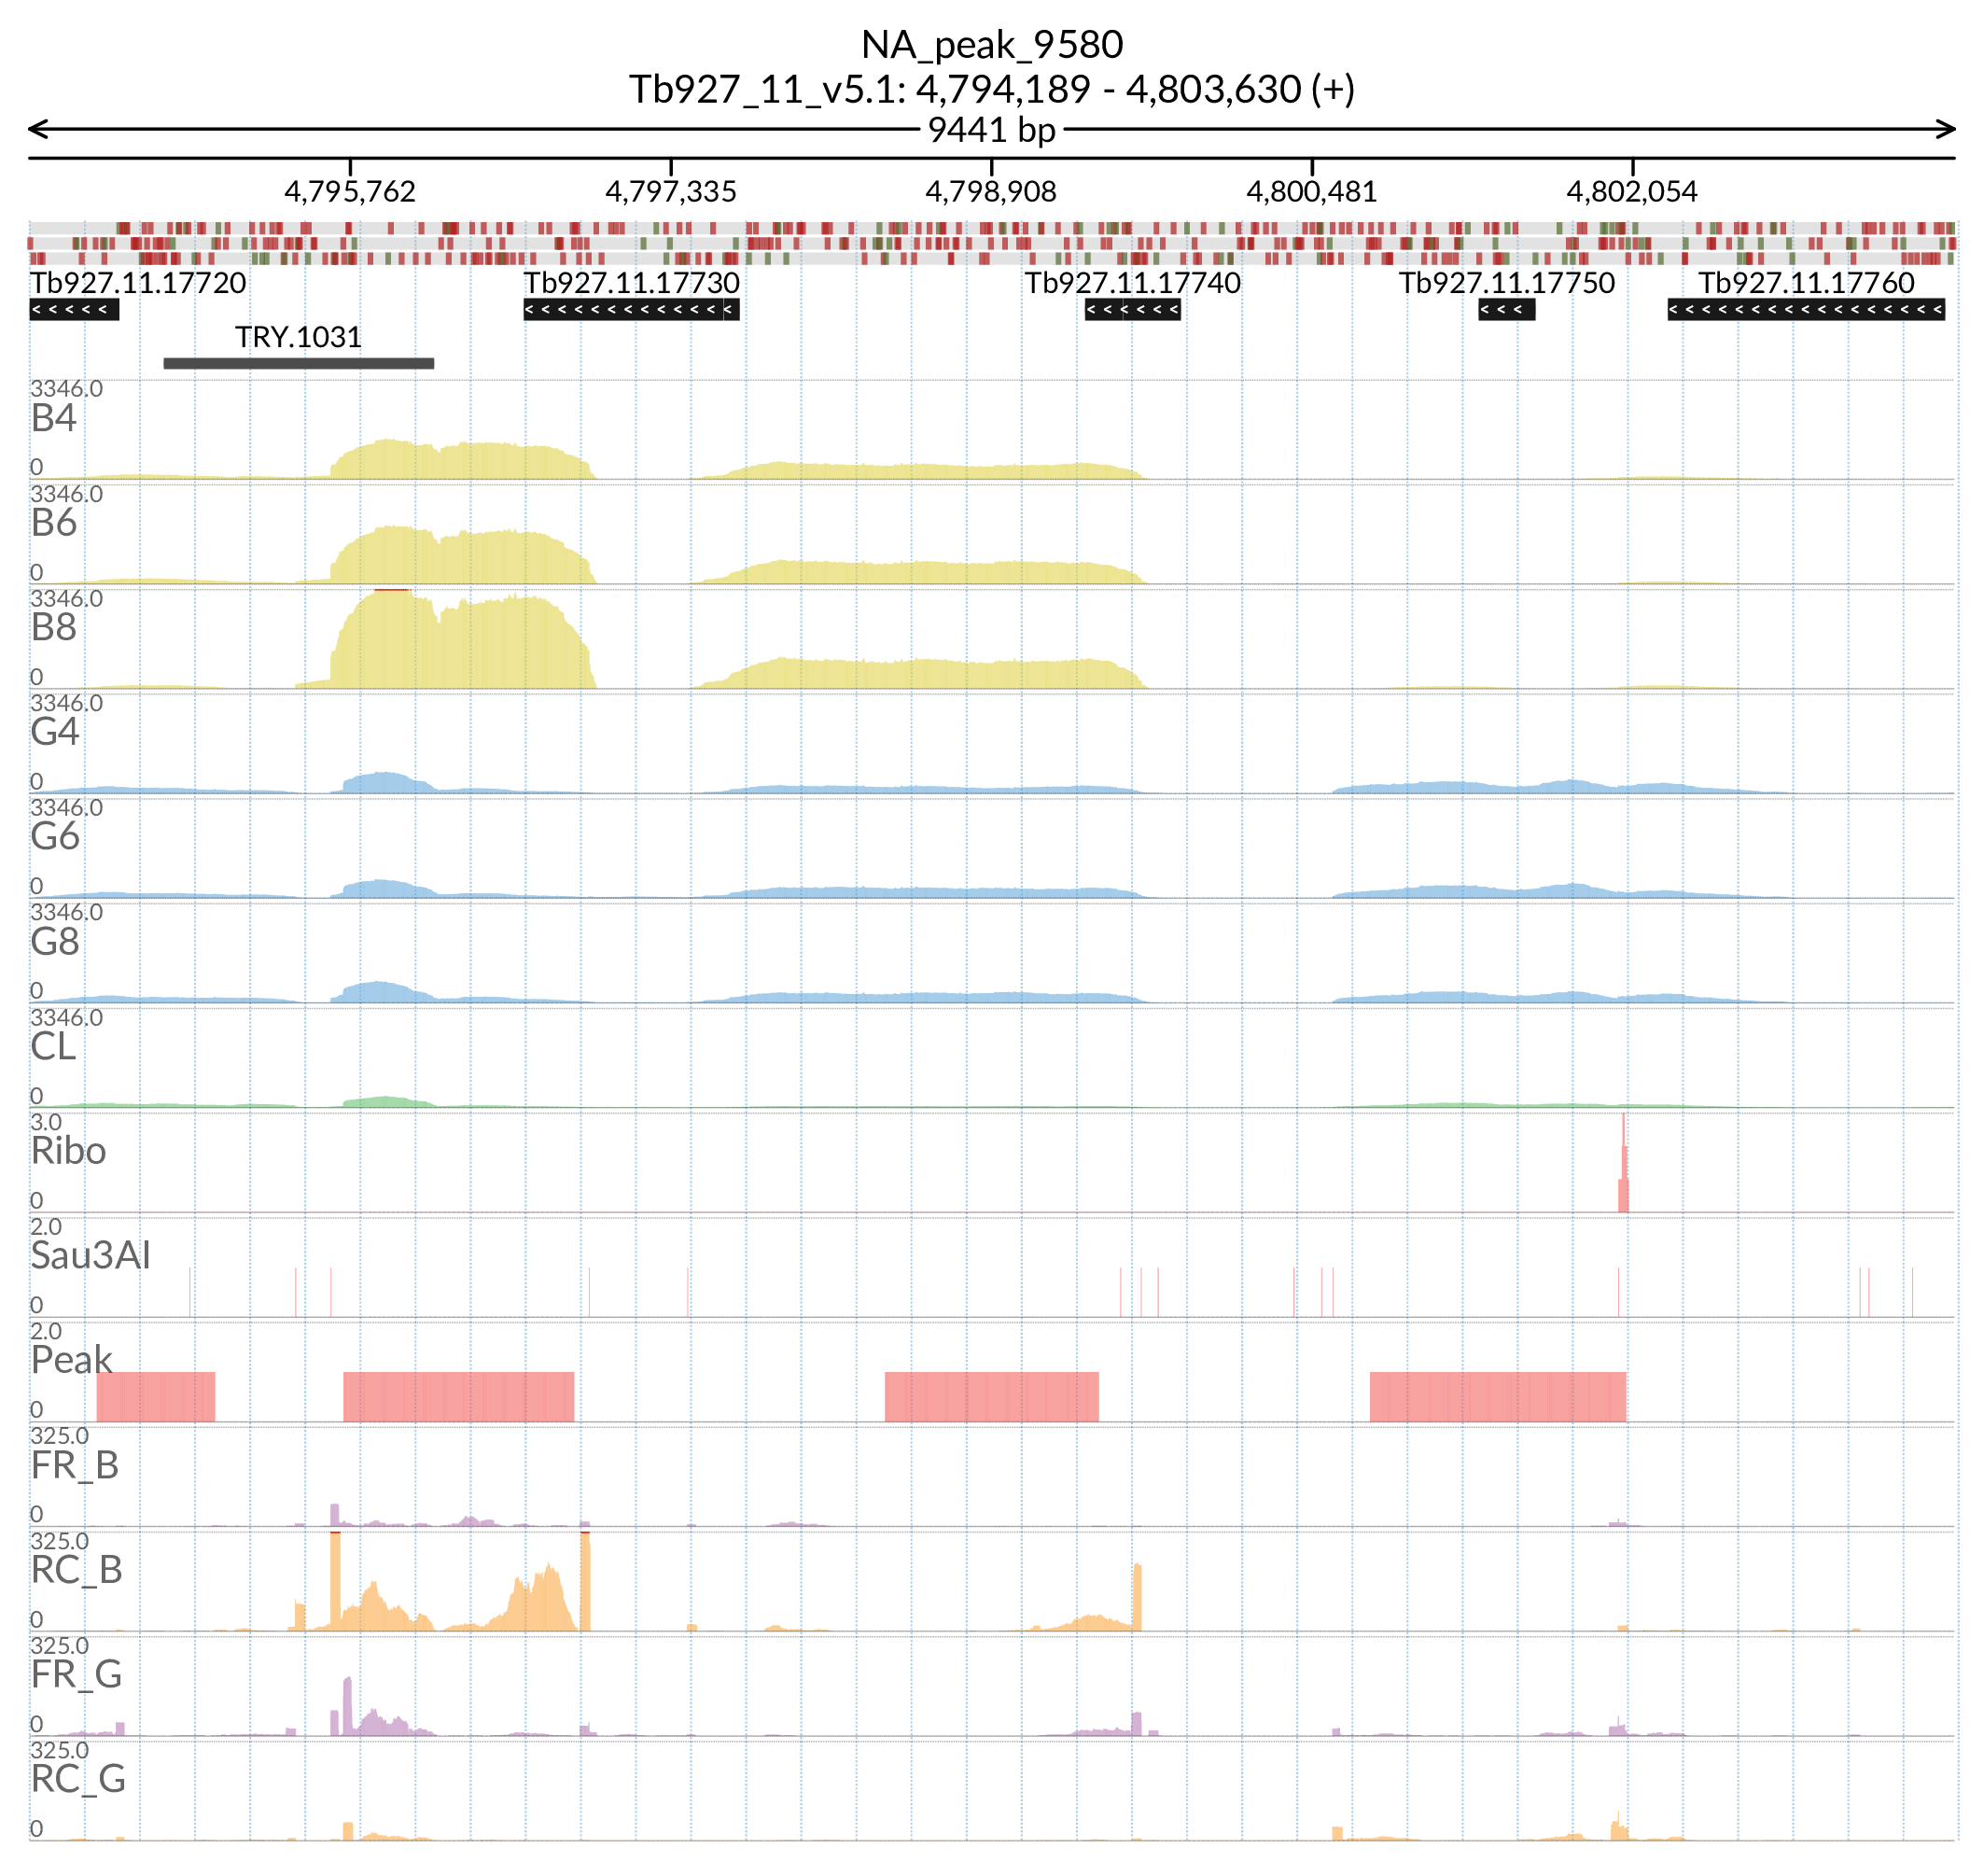 NA_peak_9580
Tb927_11_v5.1: 4,794,189 - 4,803,630 (+)
9441 bp
4,795,762 4,797,335 4,798,908 4,800,481 4,802,054
Tb927.11.17720 Tb927.11.17730 Tb927.11.17740 Tb927.11.17750 Tb927.11.17760
TRY.1031
3346.0
B4
0
3346.0
B6
0
3346.0
B8
0
3346.0
G4
0
3346.0
G6
0
3346.0
G8
0
3346.0
CL
0
3.0
Ribo
0
2.0
Sau3AI
0
2.0
Peak
0
325.0
FR_B
0
325.0
RC_B
0
325.0
FR_G
0
325.0
RC_G
0